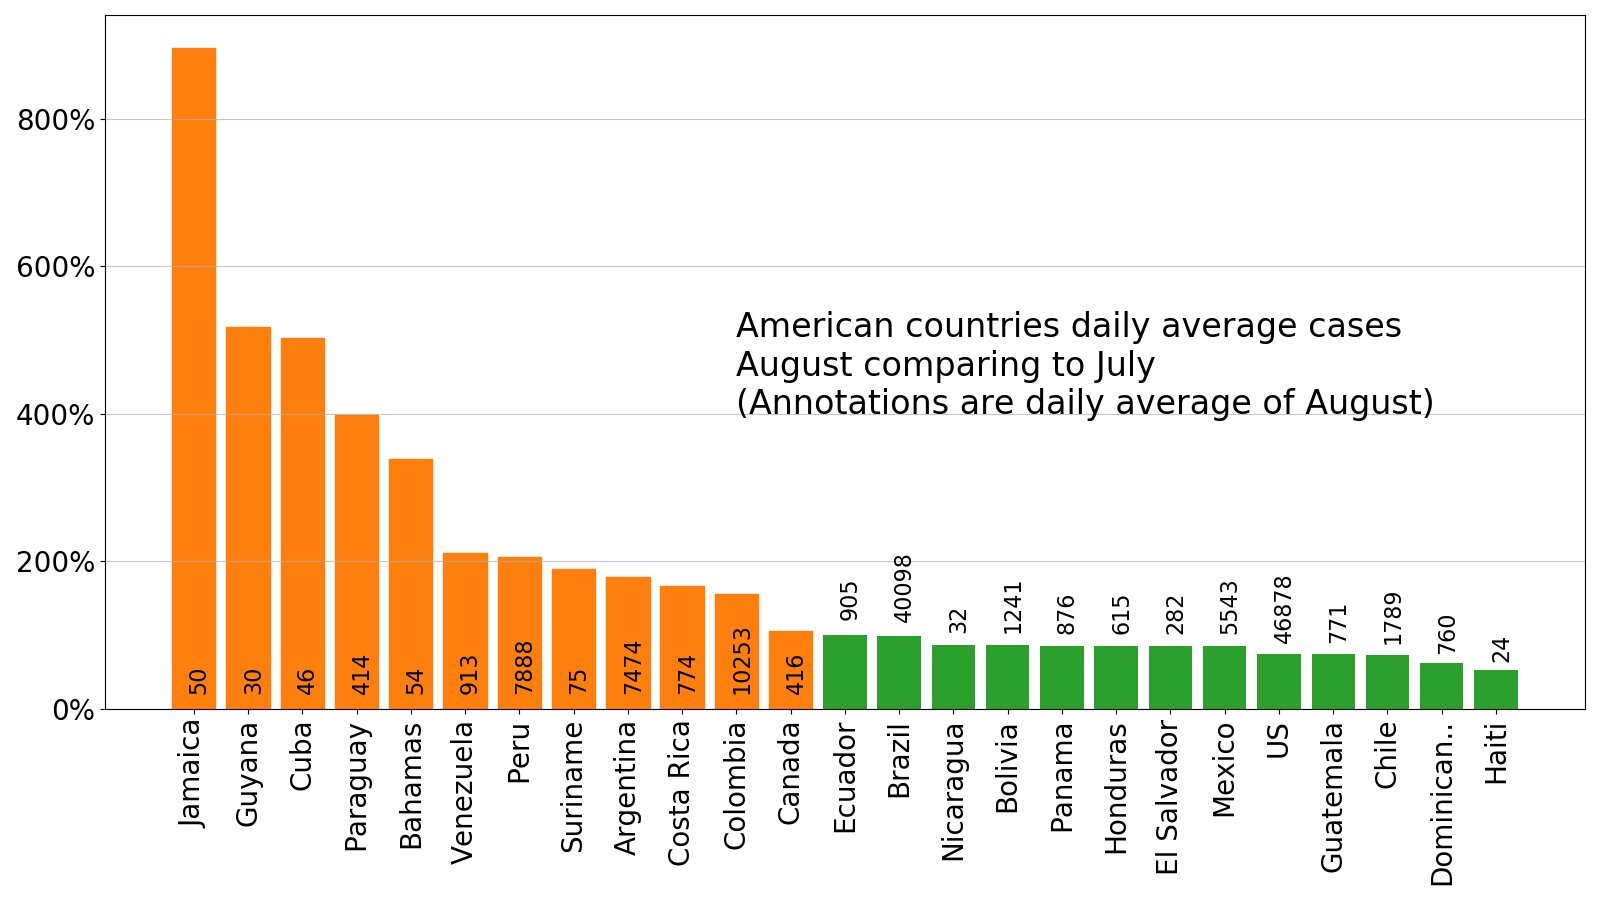 800%
600%
400%
200%
0%
American countries daily average cases
August comparing to July
(Annotations are daily average of August)
50
30
46
414
54
913
7888
75
7474
774
10253
416
905
40098
32
1241
876
615
282
5543
46878
771
1789
760
24
Jamaica
Guyana
Cuba
Paraguay
Bahamas
Venezuela
Peru
Suriname
Argentina
Costa Rica
Colombia
Canada
Ecuador
Brazil
Nicaragua
Bolivia
Panama
Honduras
El Salvador
Mexico
US
Guatemala
Chile
Dominican..
Haiti